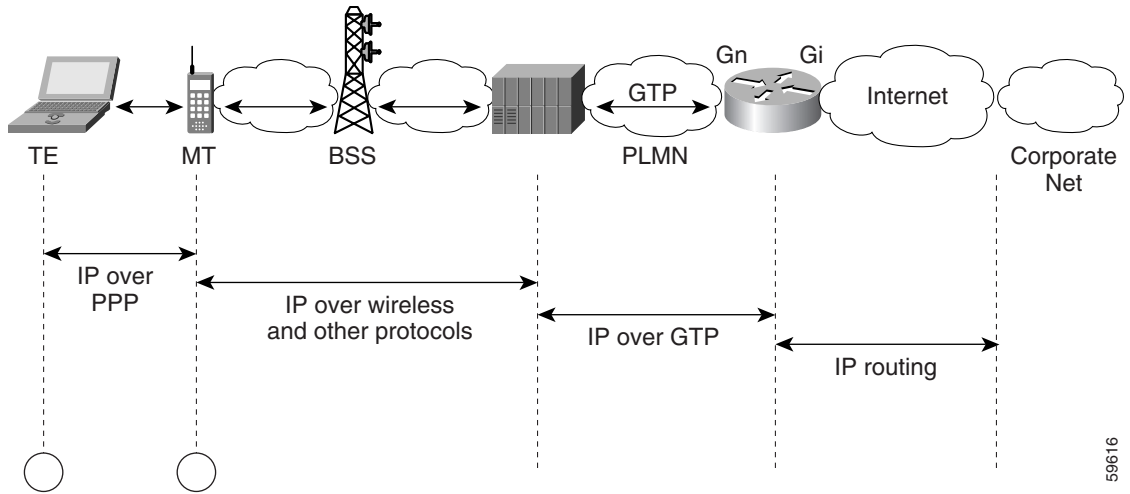 Gn
Gi
GTP
Internet
TE
MT
BSS
PLMN
Corporate
Net
IP over
PPP
IP over wireless
and other protocols
IP over GTP
IP routing
59616